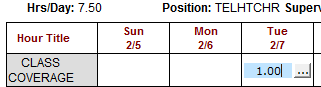 Hrs/Day: 7.50 Position: TELHTCHR Superv
Hour Title Sun Mon Tue
2/5 2/6 2/7
CLASS
COVERAGE 1.00 ...